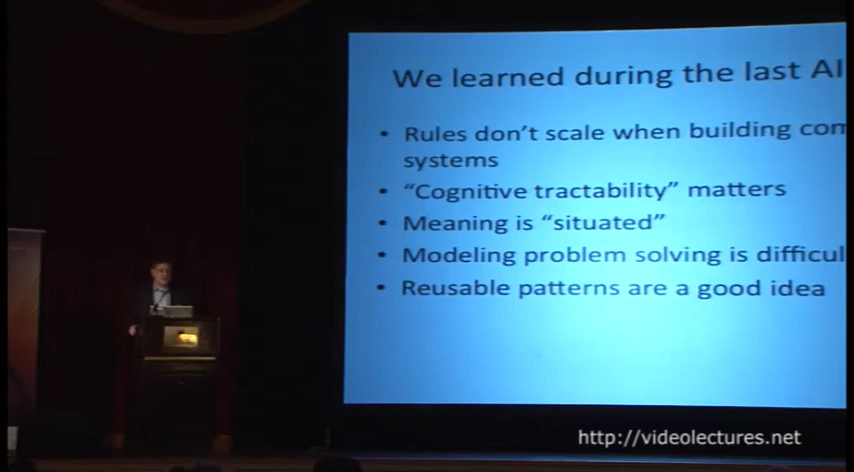 We learned during the last AI
• Rules don't scale when building com
systems
• "Cognitive tractability" matters
• Meaning is "situated"
• Modeling problem solving is difficul
• Reusable patterns are a good idea
http://videolectures.net